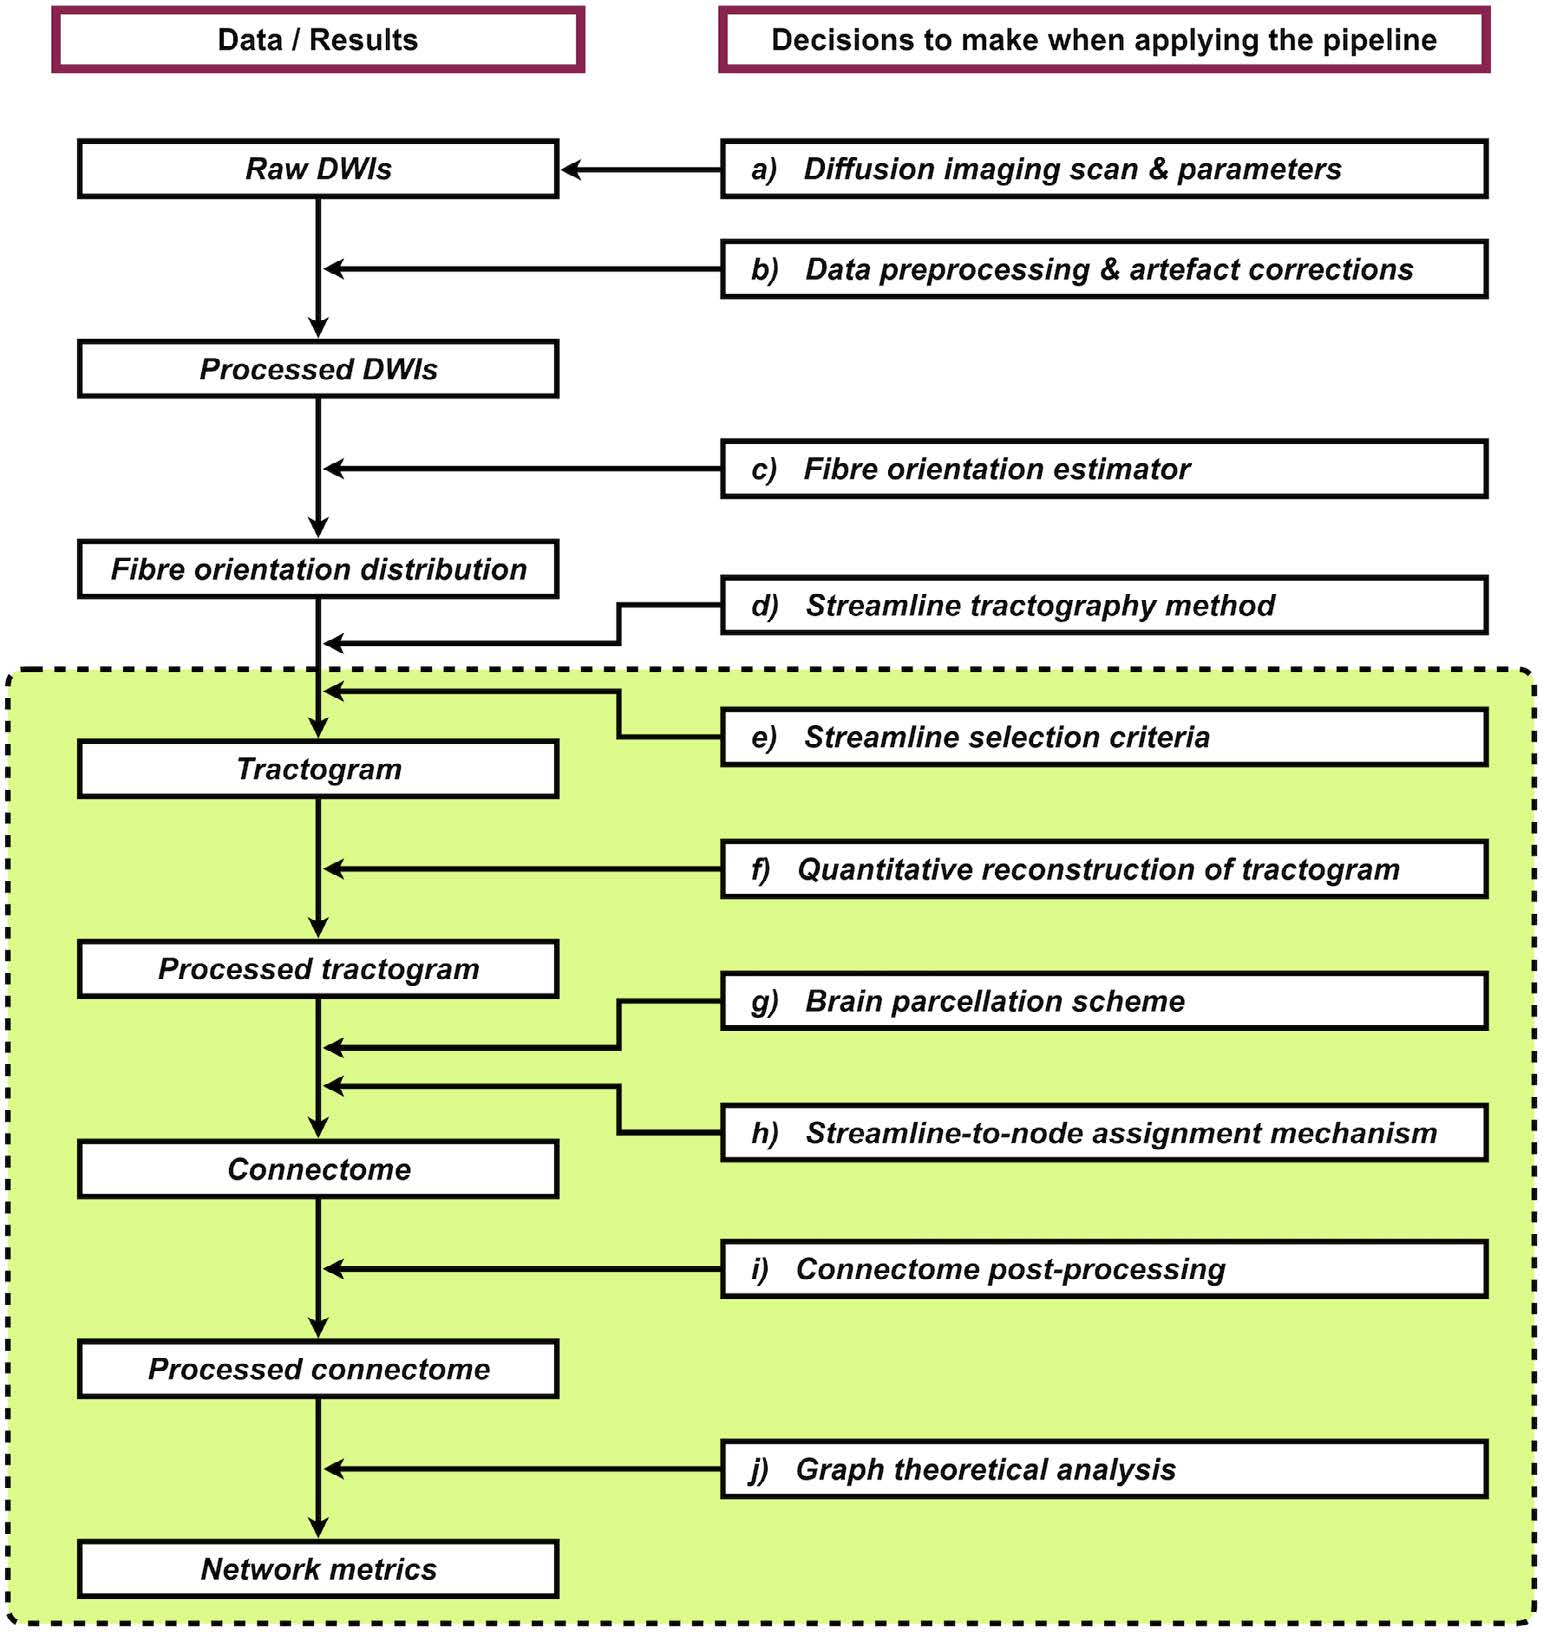 Data / Results
Decisions to make when applying the pipeline
Raw DWIs
a) Diffusion imaging scan & parameters
b) Data preprocessing & artefact corrections
Processed DWIs
c) Fibre orientation estimator
Fibre orientation distribution
d) Streamline tractography method
e) Streamline selection criteria
Tractogram
f) Quantitative reconstruction of tractogram
Processed tractogram
g) Brain parcellation scheme
h) Streamline-to-node assignment mechanism
Connectome
i) Connectome post-processing
Processed connectome
j) Graph theoretical analysis
Network metrics